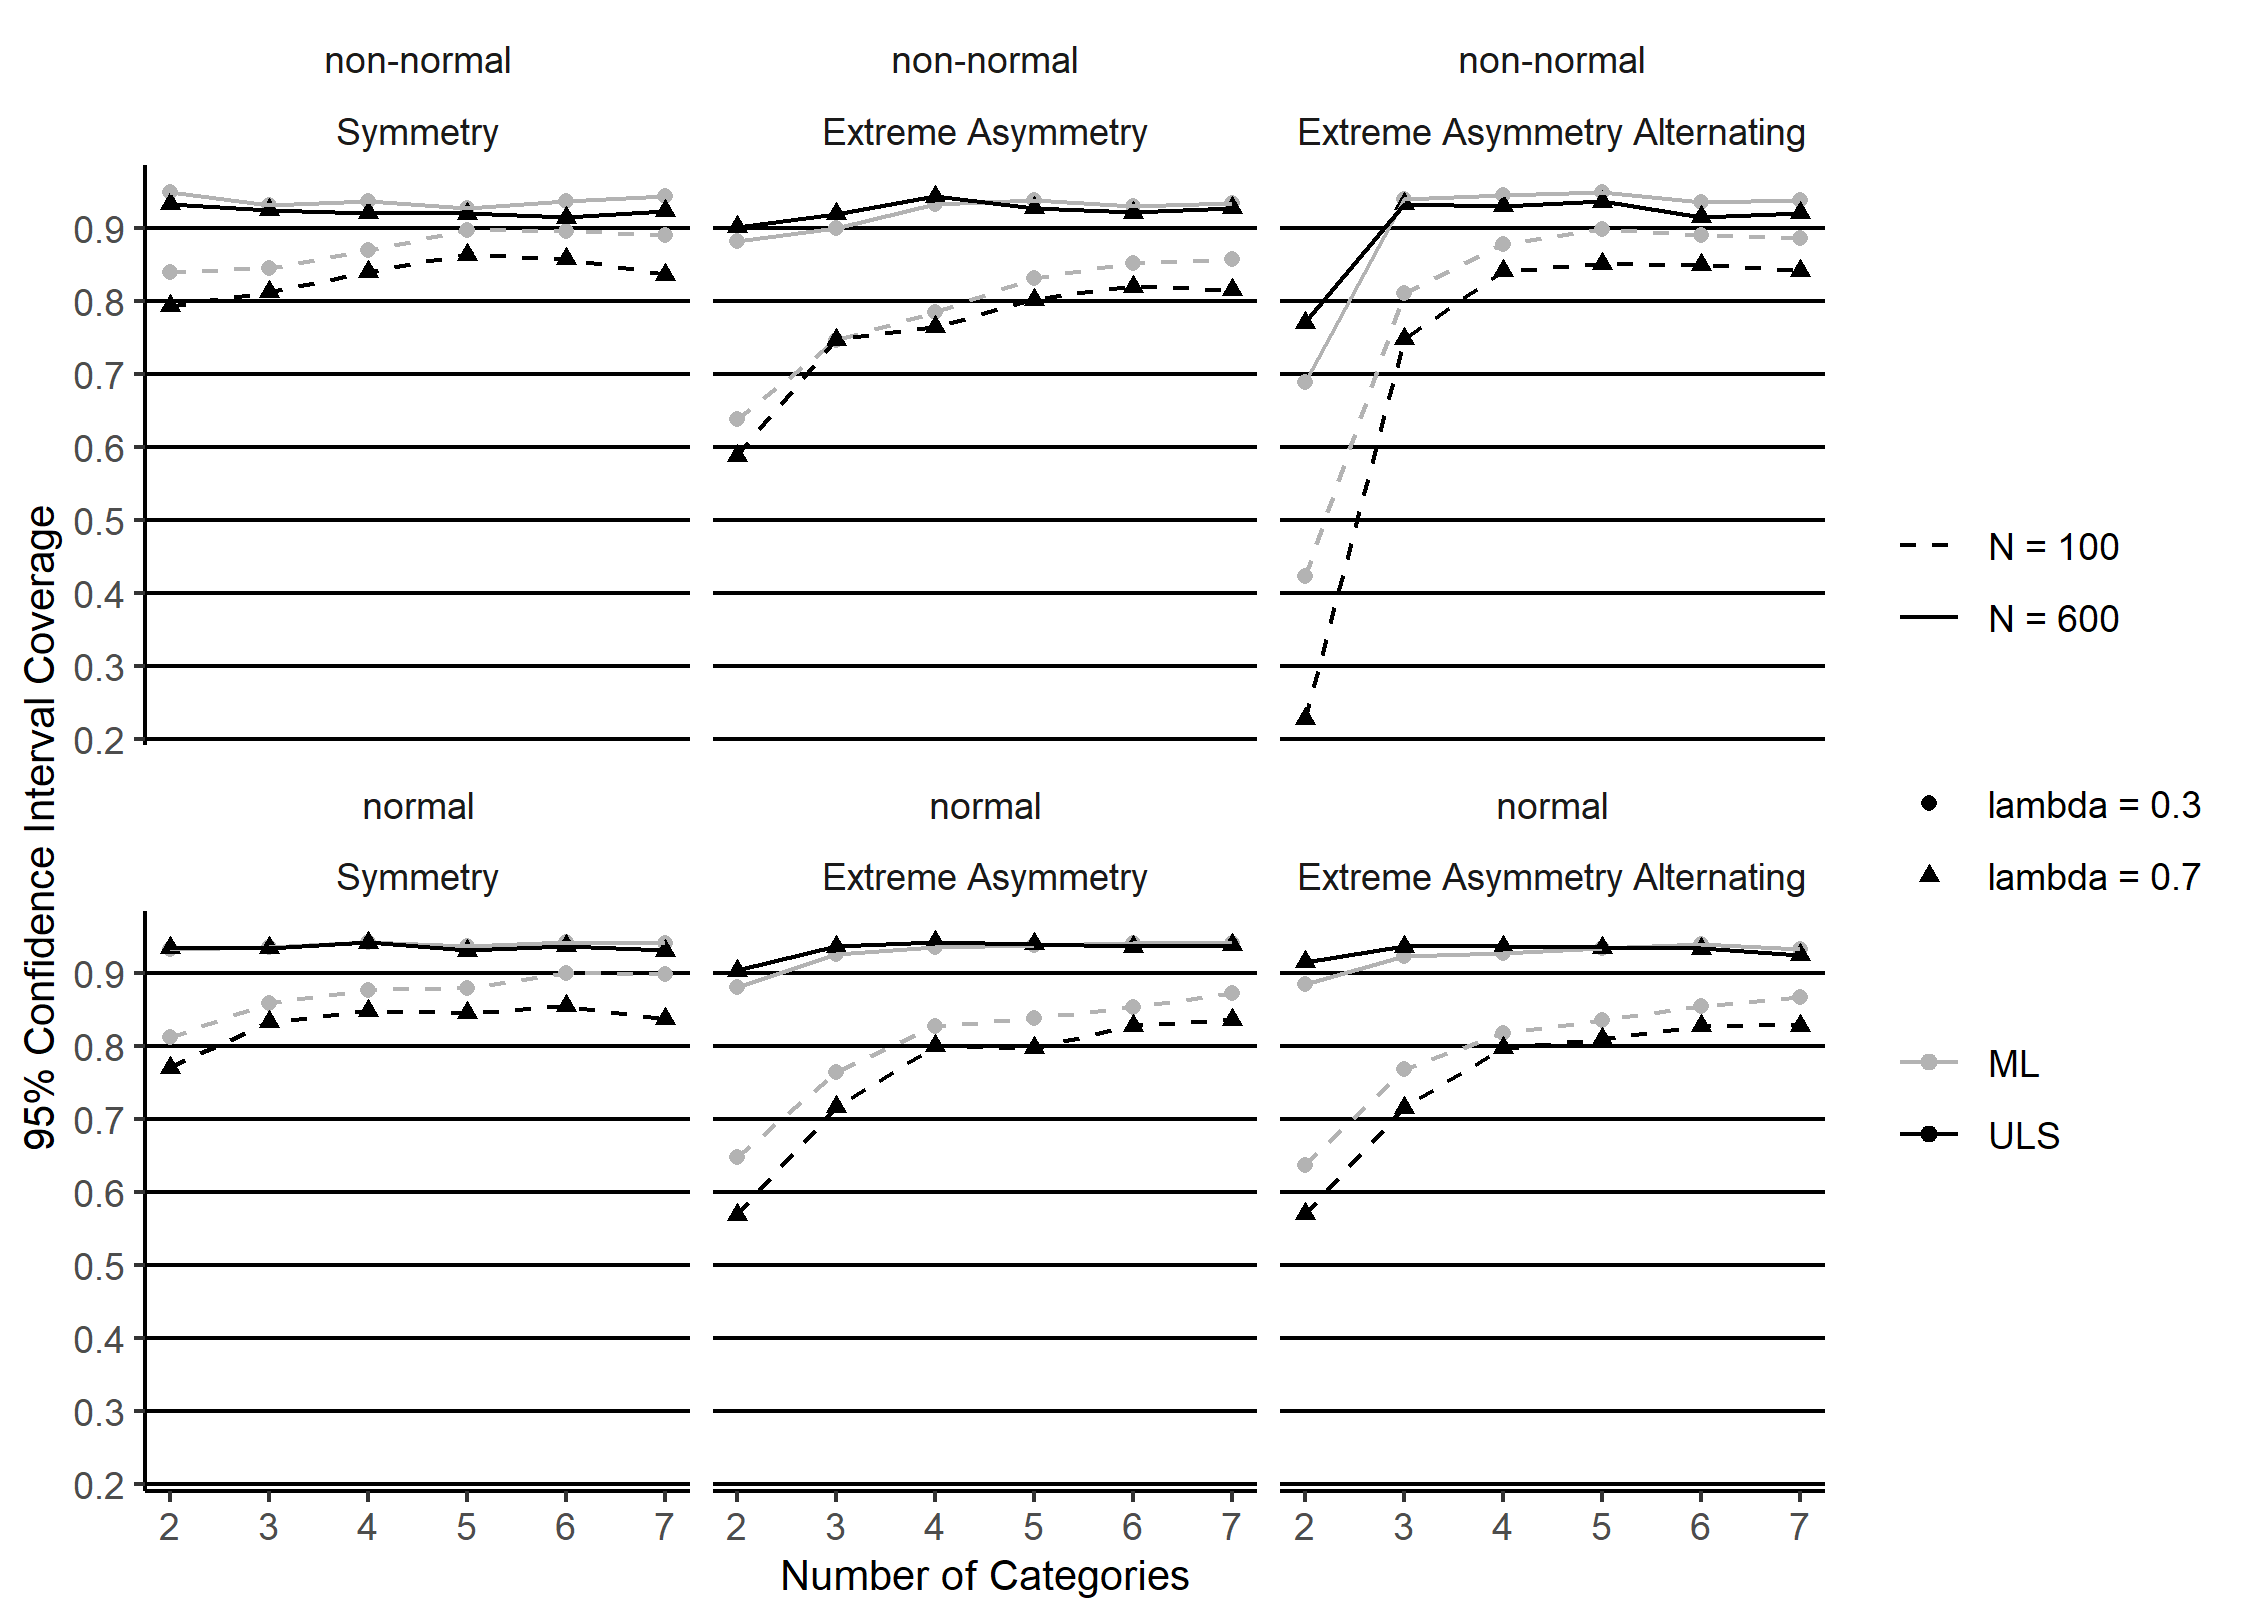 non-normal non-normal non-normal
Symmetry Extreme Asymmetry Extreme Asymmetry Alternating
0.9
0.8
0.7
0.6
0.5
0.4
0.3
0.2
normal normal normal
Symmetry Extreme Asymmetry Extreme Asymmetry Alternating
0.9
0.8
0.7
0.6
0.5
0.4
0.3
0.2
2 3 4 5 6 7 2 3 4 5 6 7 2 3 4 5 6 7
Number of Categories
95% Confidence Interval Coverage
N = 100
N = 600
lambda = 0.3
lambda = 0.7
ML
ULS